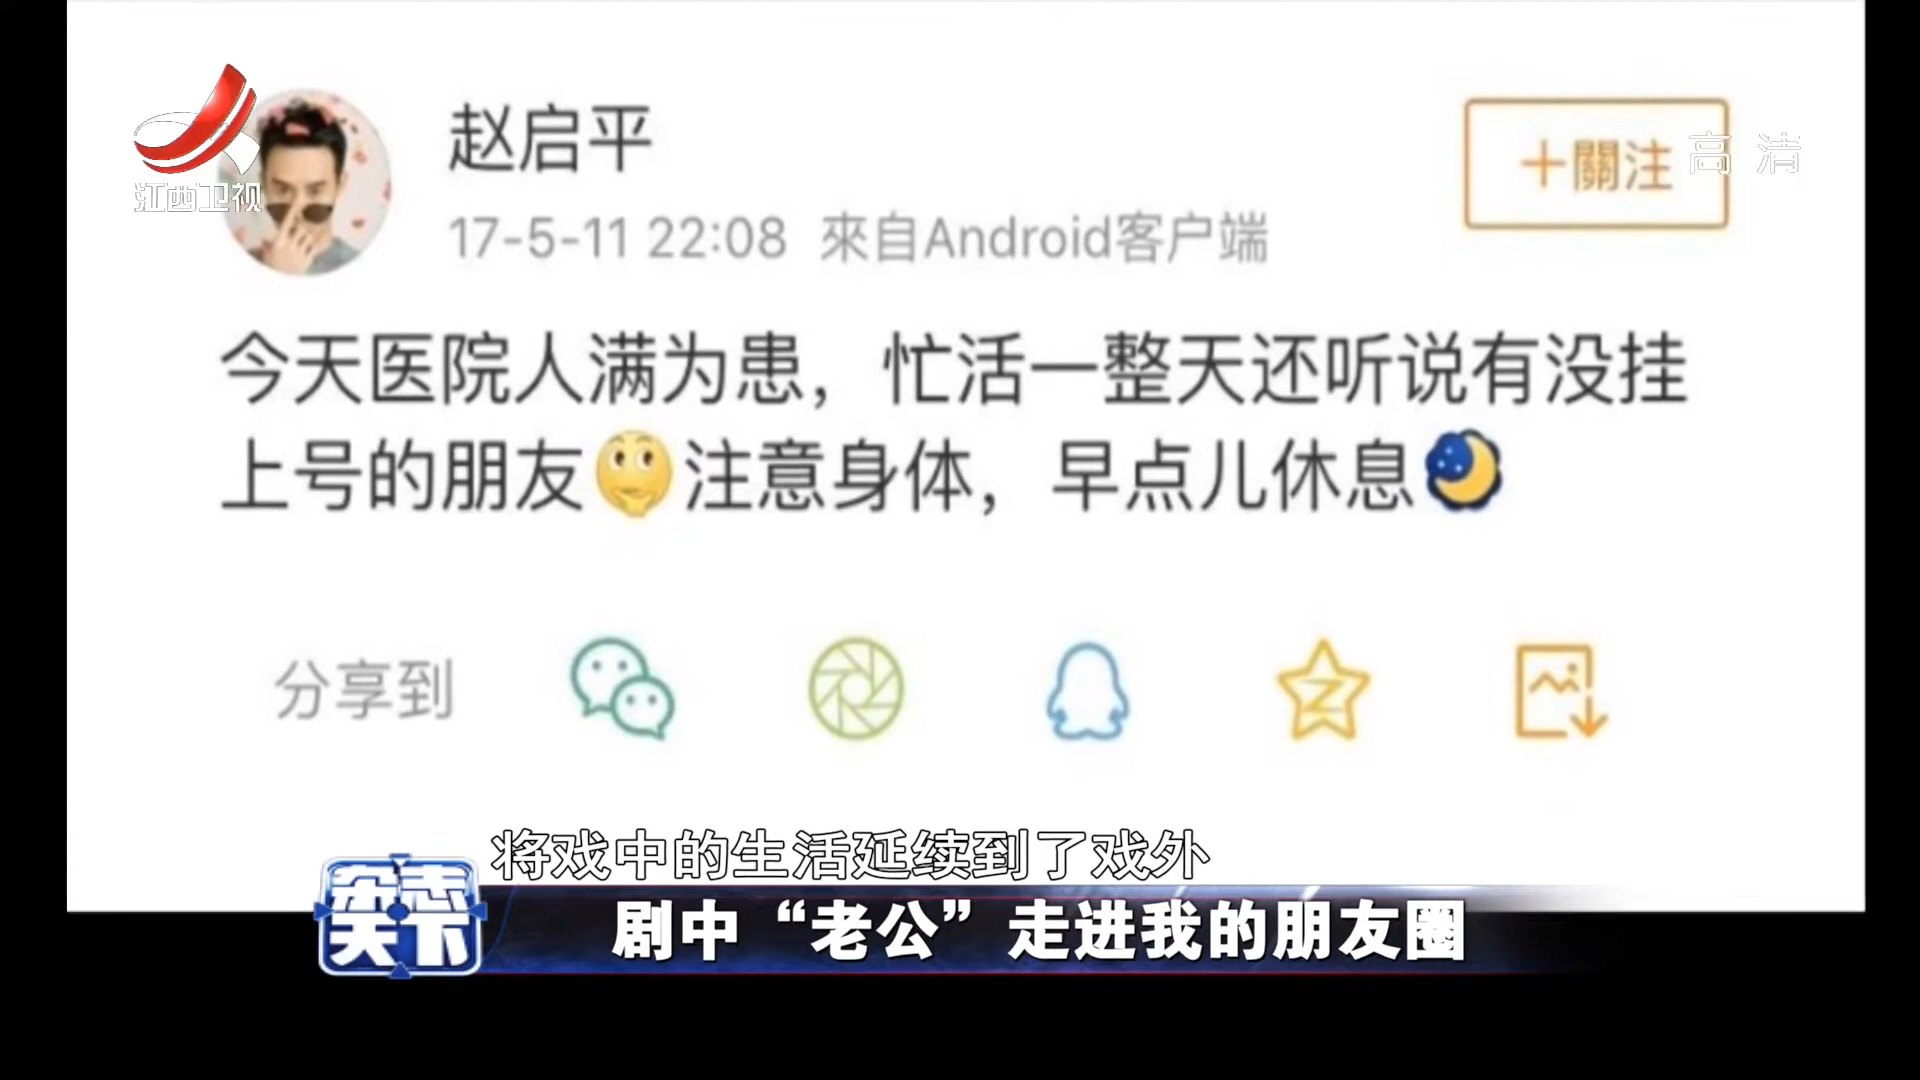 江西卫视
赵启平
17-5-11 22:08 來自Android客户端
+關注
高清
今天医院人满为患，忙活一整天还听说有没挂
上号的朋友注意身体，早点儿休息
分享到
将戏中的生活延续到了戏外
杂志
天下
剧中“老公”走进我的朋友圈